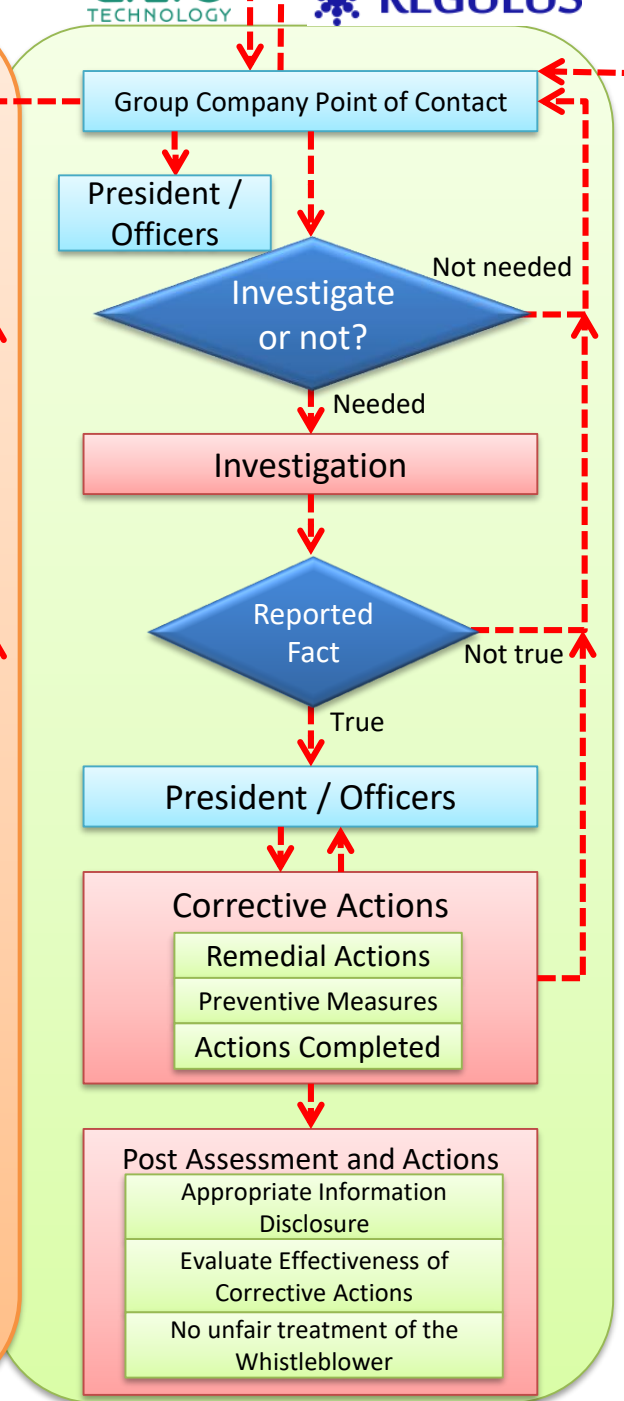 TECHNOLOGY
REGULUS
Group Company Point of Contact
President /
Officers
Not needed
Investigate
or not?
Needed
Investigation
Reported
Fact
Not true
True
President / Officers
Corrective Actions
Remedial Actions
Preventive Measures
Actions Completed
Post Assessment and Actions
Appropriate Information
Disclosure
Evaluate Effectiveness of
Corrective Actions
No unfair treatment of the
Whistleblower